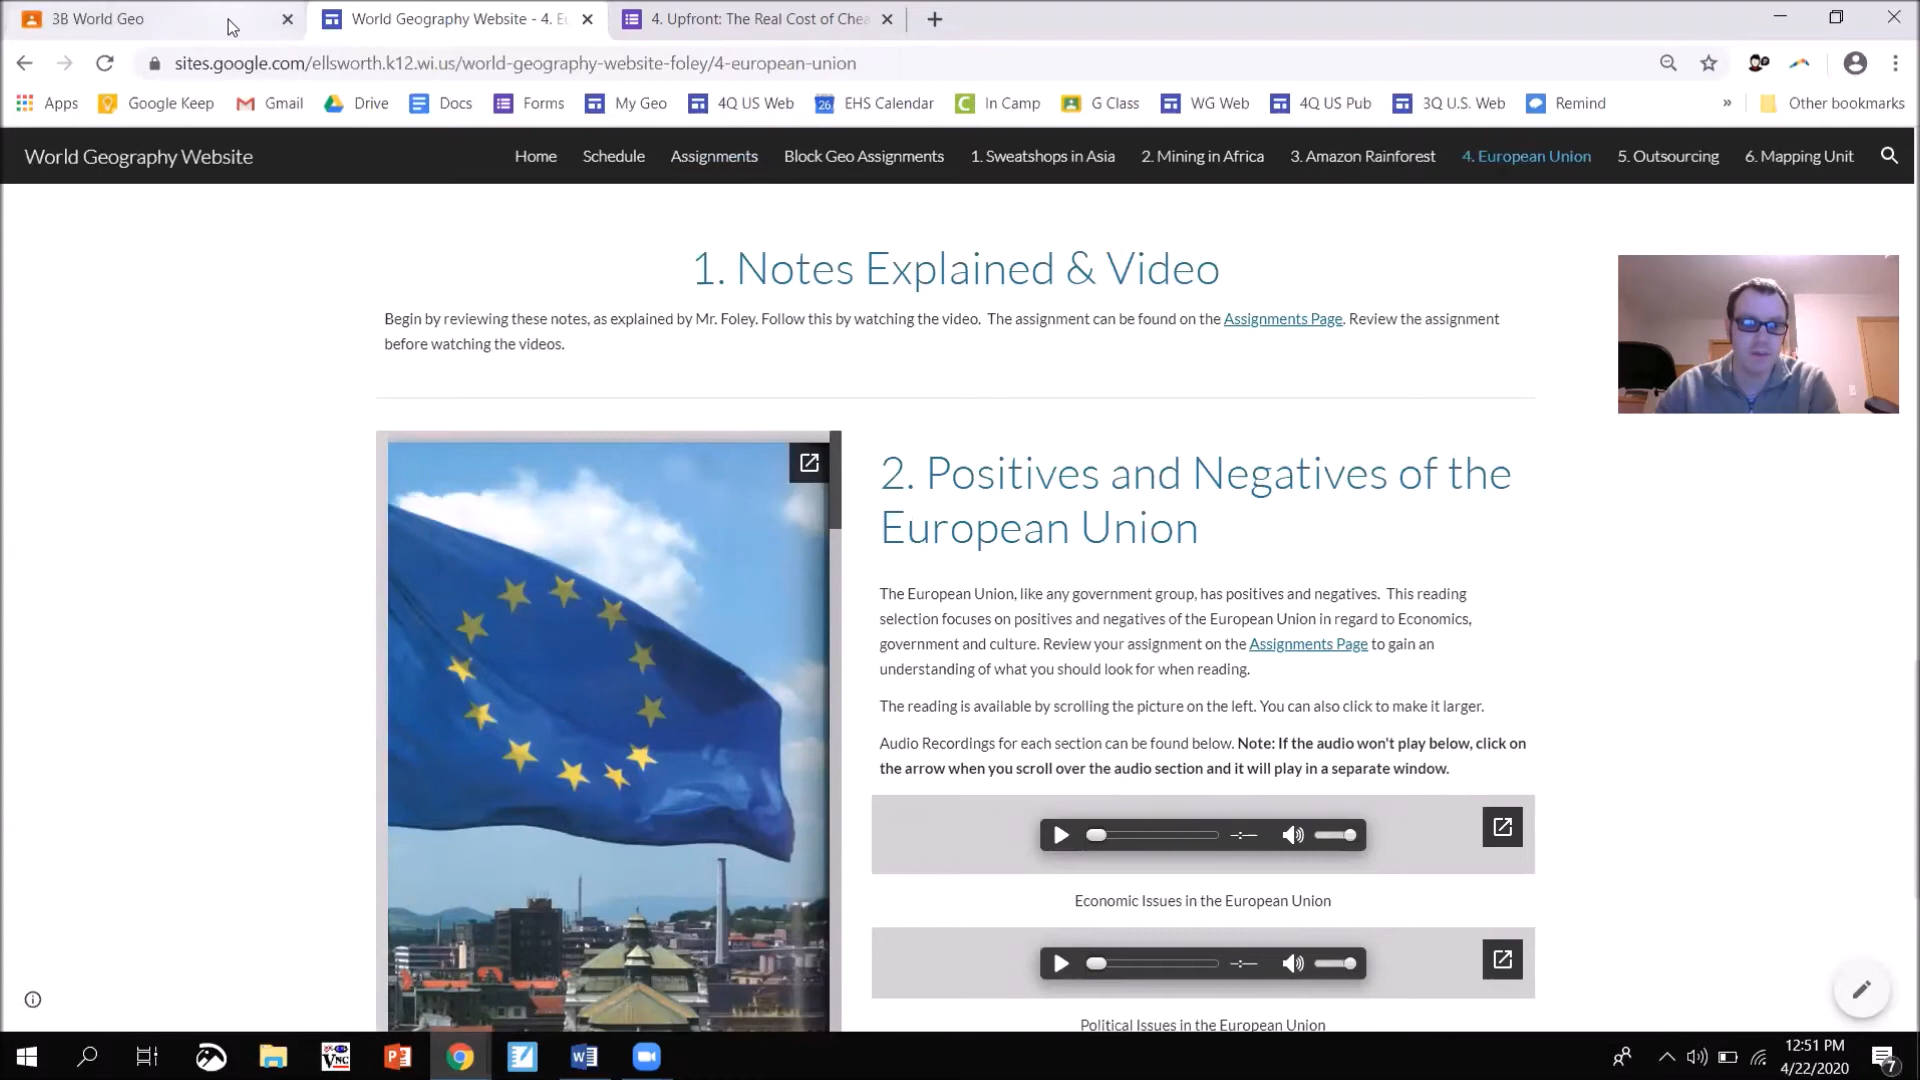 3B World Geo
World Geography Website - 4. E
4. Upfront: The Real Cost of Chea
sites.google.com/ellsworth.k12.wi.us/world-geography-website-foley/4-european-union
Apps
Google Keep
Gmail
Drive
Docs
Forms
My Geo
4Q US Web
26
EHS Calendar
In Camp
G Class
WG Web
4Q US Pub
3Q U.S. Web
Remind
»
Other bookmarks
World Geography Website
Home
Schedule
Assignments
Block Geo Assignments
1. Sweatshops in Asia
2. Mining in Africa
3. Amazon Rainforest
4. European Union
5. Outsourcing
6. Mapping Unit
1. Notes Explained & Video
Begin by reviewing these notes, as explained by Mr. Foley. Follow this by watching the video. The assignment can be found on the Assignments Page. Review the assignment
before watching the videos.
2. Positives and Negatives of the
European Union
The European Union, like any government group, has positives and negatives. This reading
selection focuses on positives and negatives of the European Union in regard to Economics,
government and culture. Review your assignment on the Assignments Page to gain an
understanding of what you should look for when reading.
The reading is available by scrolling the picture on the left. You can also click to make it larger.
Audio Recordings for each section can be found below. Note: If the audio won't play below, click on
the arrow when you scroll over the audio section and it will play in a separate window.
-:--
Economic Issues in the European Union
-:--
Political Issues in the European Union
VNC
12:51 PM
4/22/2020
7